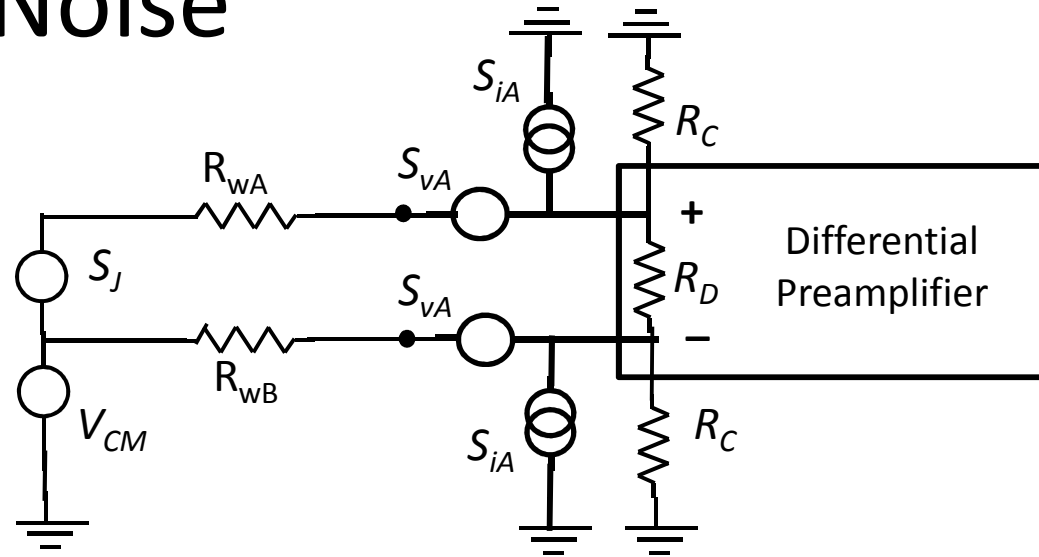 Noise
S_iA
R_C
R_wA
S_vA
+
Differential
Preamplifier
S_J
R_D
S_vA
−
R_wB
V_CM
S_iA
R_C